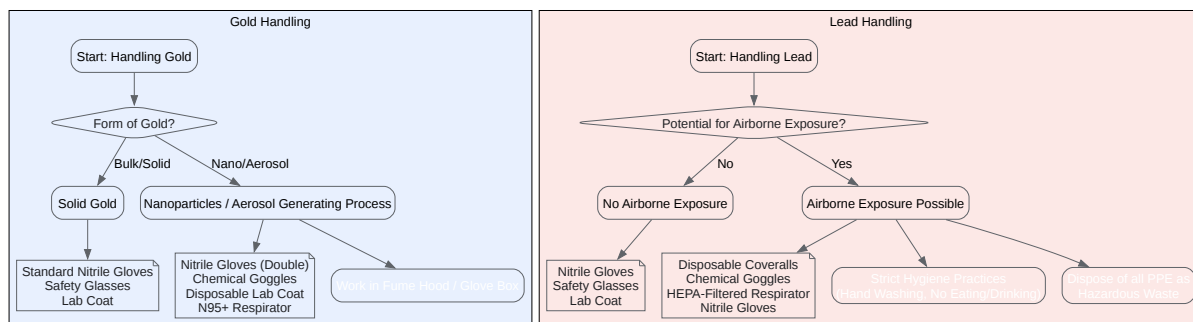 Gold Handling
Start: Handling Gold
Form of Gold?
Bulk/Solid
Nano/Aerosol
Solid Gold
Nanoparticles / Aerosol Generating Process
Standard Nitrile Gloves
Safety Glasses
Lab Coat
Nitrile Gloves (Double)
Chemical Goggles
Disposable Lab Coat
N95+ Respirator
Work in Fume Hood / Glove Box
Lead Handling
Start: Handling Lead
Potential for Airborne Exposure?
No
Yes
No Airborne Exposure
Airborne Exposure Possible
Nitrile Gloves
Safety Glasses
Lab Coat
Disposable Coveralls
Chemical Goggles
HEPA-Filtered Respirator
Nitrile Gloves
Strict Hygiene Practices
(Hand Washing, No Eating/Drinking)
Dispose of all PPE as
Hazardous Waste